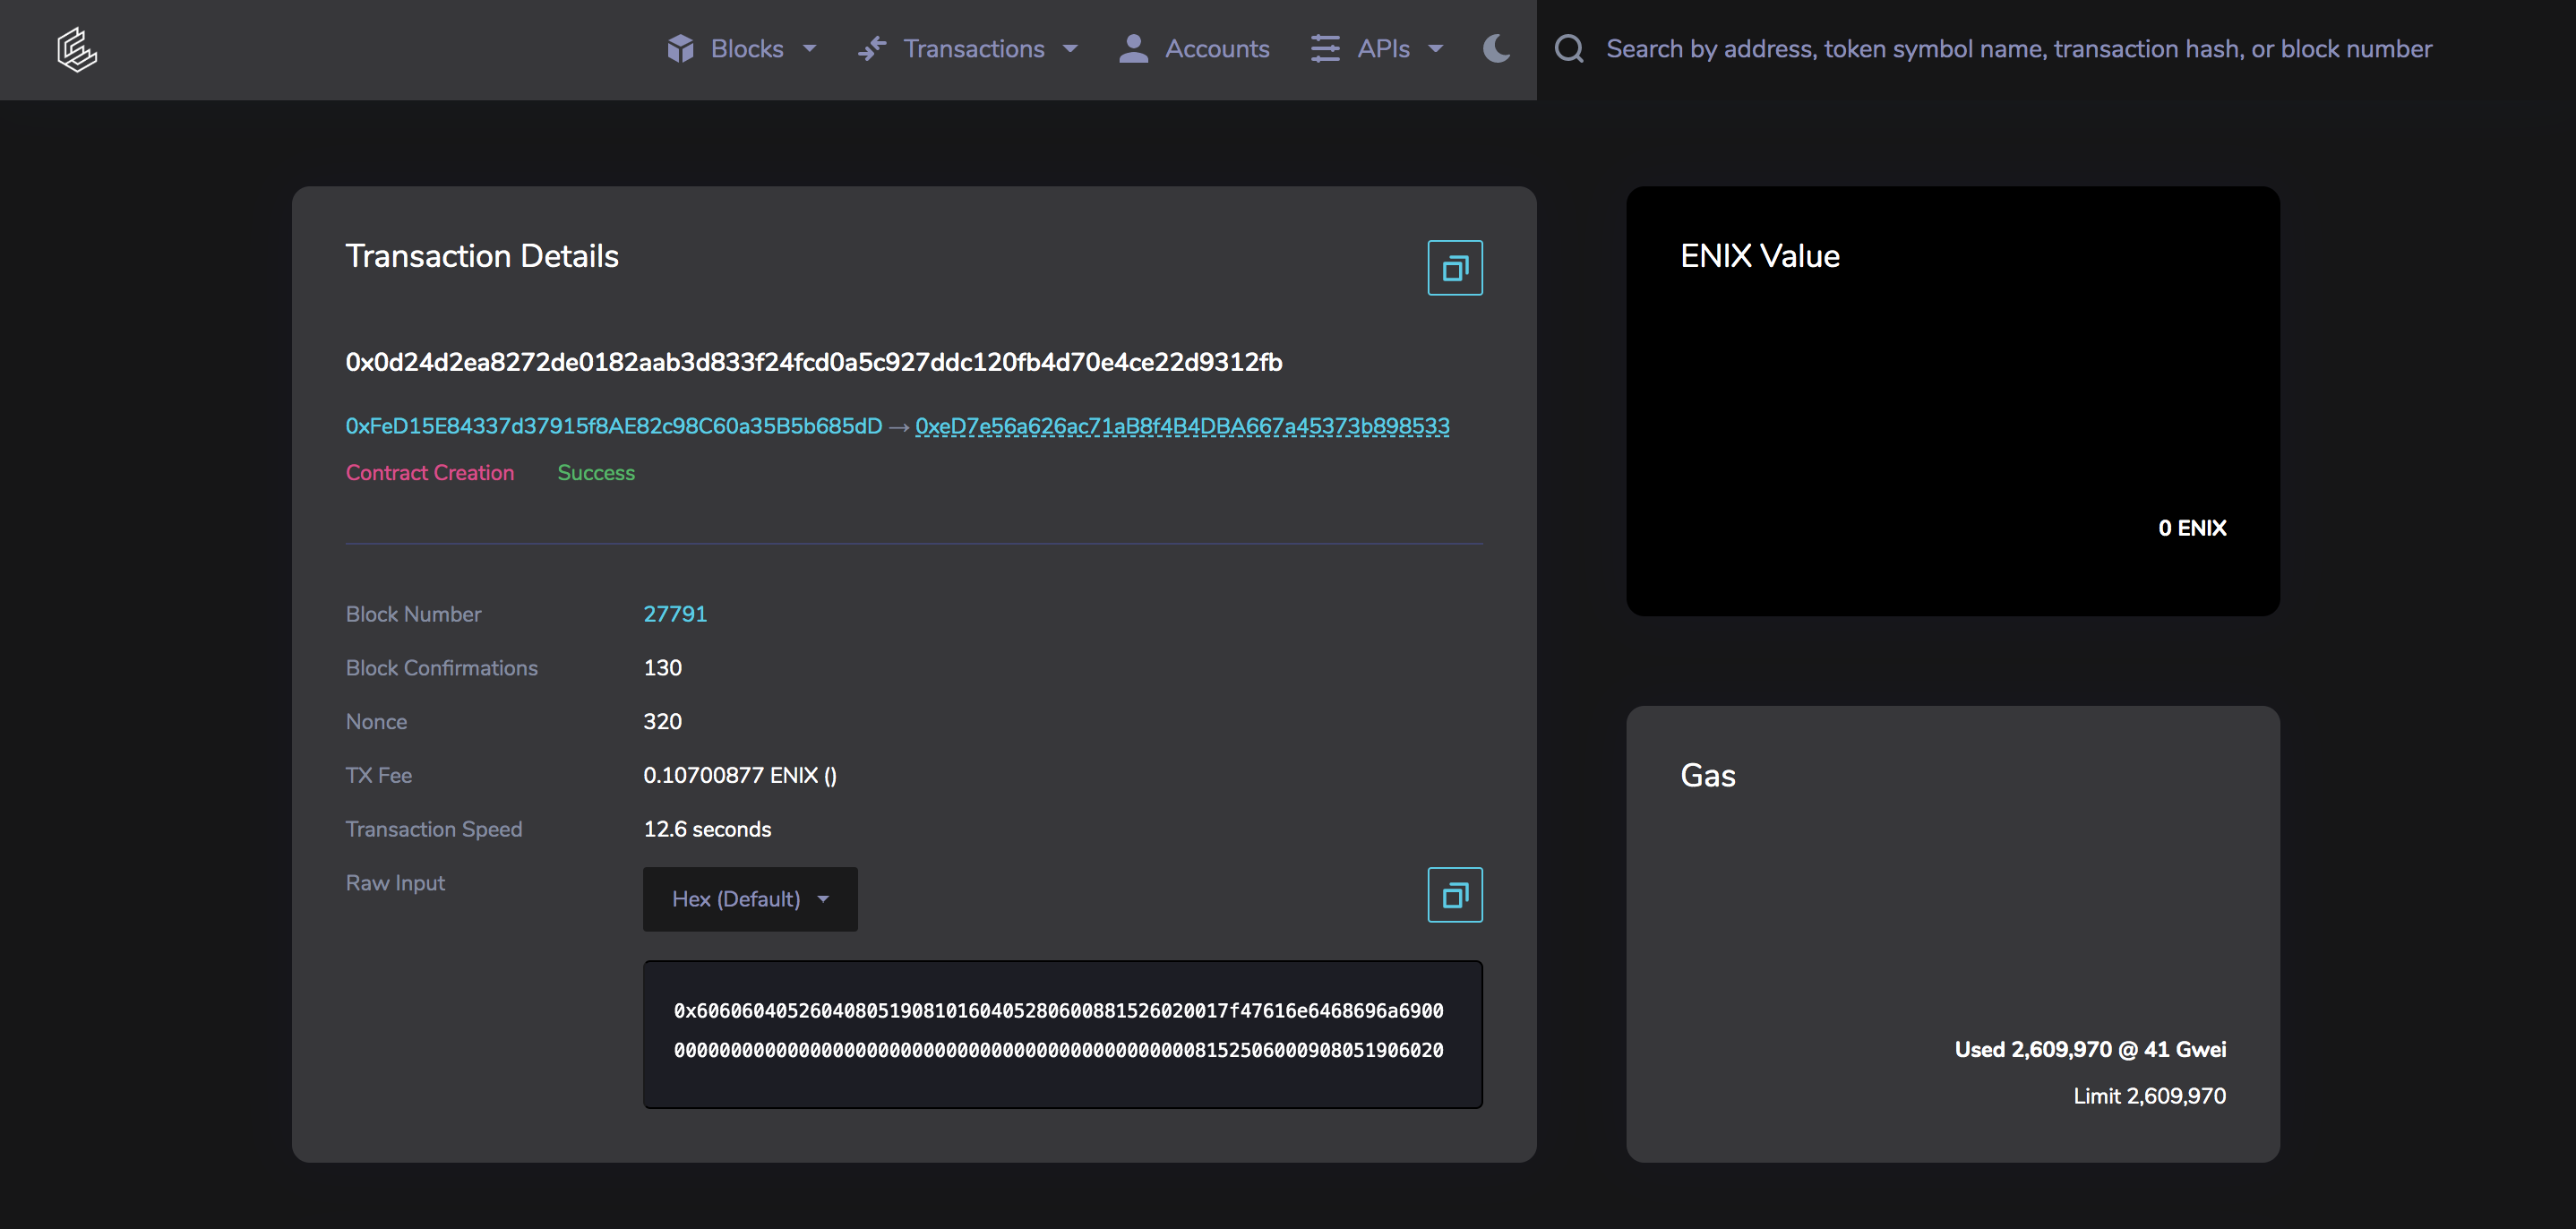 Blocks
Transactions
Accounts
APIs
Search by address, token symbol name, transaction hash, or block number
Transaction Details
0x0d24d2ea8272de0182aab3d833f24fcd0a5c927ddc120fb4d70e4ce22d9312fb
0xFeD15E84337d37915f8AE82c98C60a35B5b685dD → 0xeD7e56a626ac71aB8f4B4DBA667a45373b898533
Contract Creation Success
Block Number 27791
Block Confirmations 130
Nonce 320
TX Fee 0.10700877 ENIX ()
Transaction Speed 12.6 seconds
Raw Input Hex (Default)
0x6060604052604080519081016040528060088152602001​7f47616e6468696a6900
00000000000000000000000000000000000000000000008152506000908051906020
ENIX Value
0 ENIX
Gas
Used 2,609,970 @ 41 Gwei
Limit 2,609,970